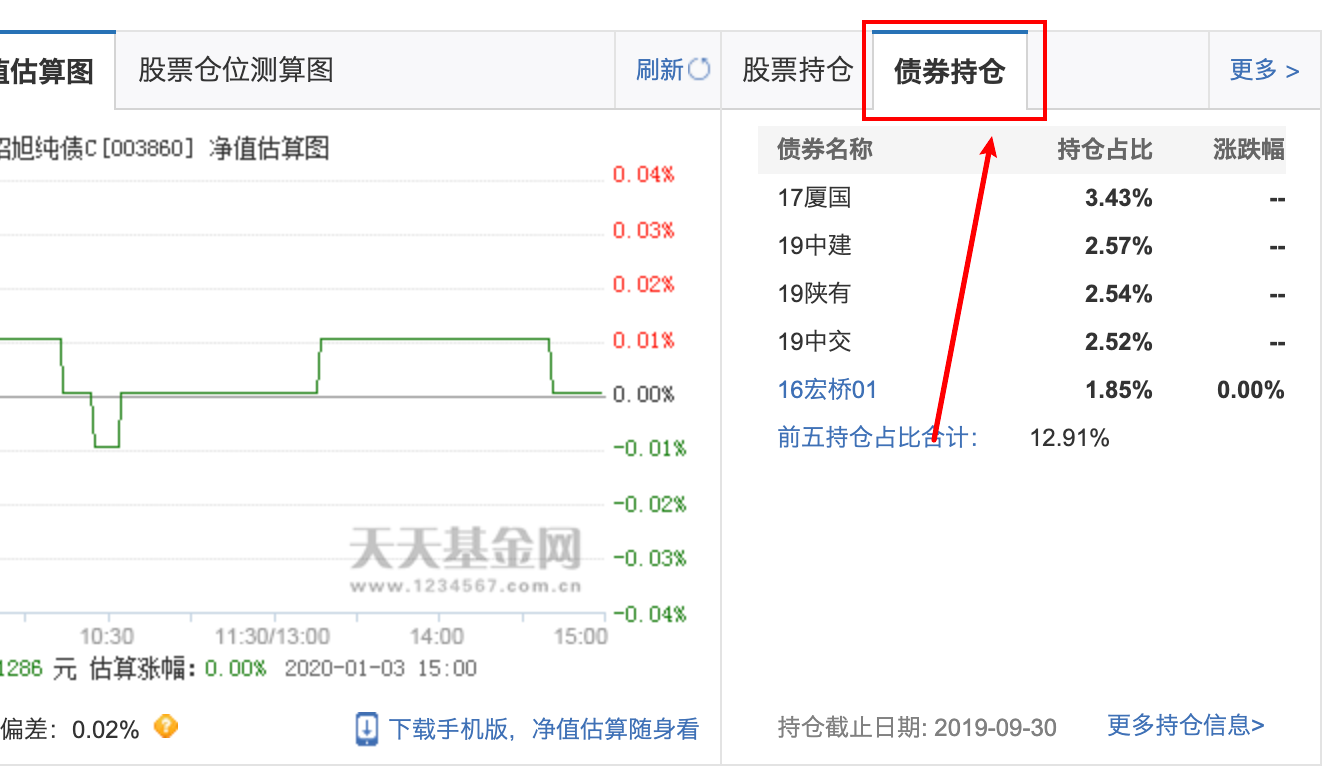 值估算图
股票仓位测算图
刷新
股票持仓
债券持仓
更多 >
招旭纯债C[003860] 净值估算图
0.04%
0.03%
0.02%
0.01%
0.00%
-0.01%
-0.02%
-0.03%
-0.04%
天天基金网
www.1234567.com.cn
10:30
11:30/13:00
14:00
15:00
1286 元 估算涨幅: 0.00% 2020-01-03 15:00
偏差: 0.02% ?
下载手机版, 净值估算随身看
债券名称 持仓占比 涨跌幅
17厦国 3.43% --
19中建 2.57% --
19陕有 2.54% --
19中交 2.52% --
16宏桥01 1.85% 0.00%
前五持仓占比合计: 12.91%
持仓截止日期: 2019-09-30
更多持仓信息>